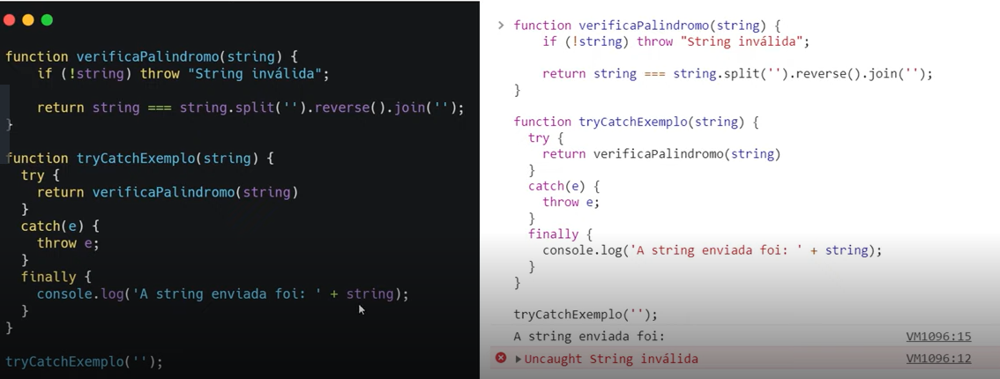 function verificaPalindromo(string) {
if (!string) throw "String inválida";
return string === string.split('').reverse().join('');
}
function tryCatchExemplo(string) {
try {
return verificaPalindromo(string)
}
catch(e) {
throw e;
}
finally {
console.log('A string enviada foi: ' + string);
}
}
tryCatchExemplo('');
function verificaPalindromo(string) {
if (!string) throw "String inválida";
return string === string.split('').reverse().join('');
}
function tryCatchExemplo(string) {
try {
return verificaPalindromo(string)
}
catch(e) {
throw e;
}
finally {
console.log('A string enviada foi: ' + string);
}
}
tryCatchExemplo('');
A string enviada foi: VM1096:15
Uncaught String inválida VM1096:12